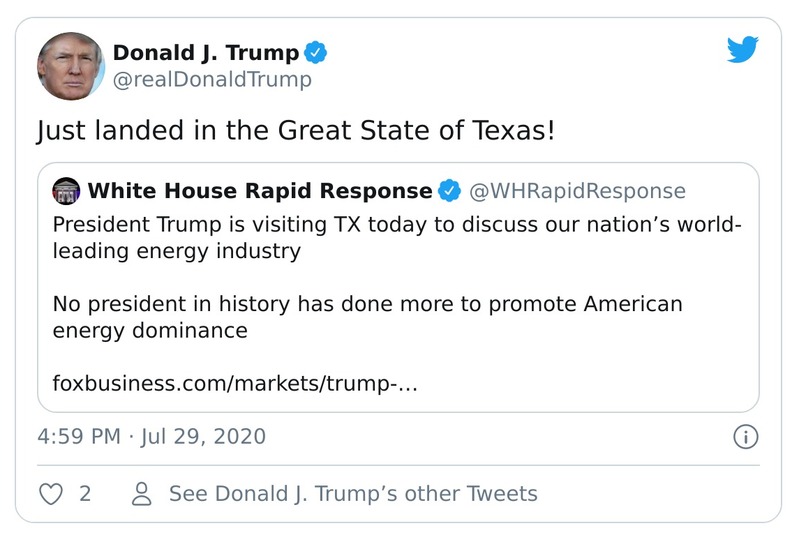 Donald J. Trump
@realDonaldTrump
Just landed in the Great State of Texas!
White House Rapid Response @WHRapidResponse
President Trump is visiting TX today to discuss our nation’s world-
leading energy industry
No president in history has done more to promote American
energy dominance
foxbusiness.com/markets/trump-…
4:59 PM · Jul 29, 2020
2 See Donald J. Trump’s other Tweets